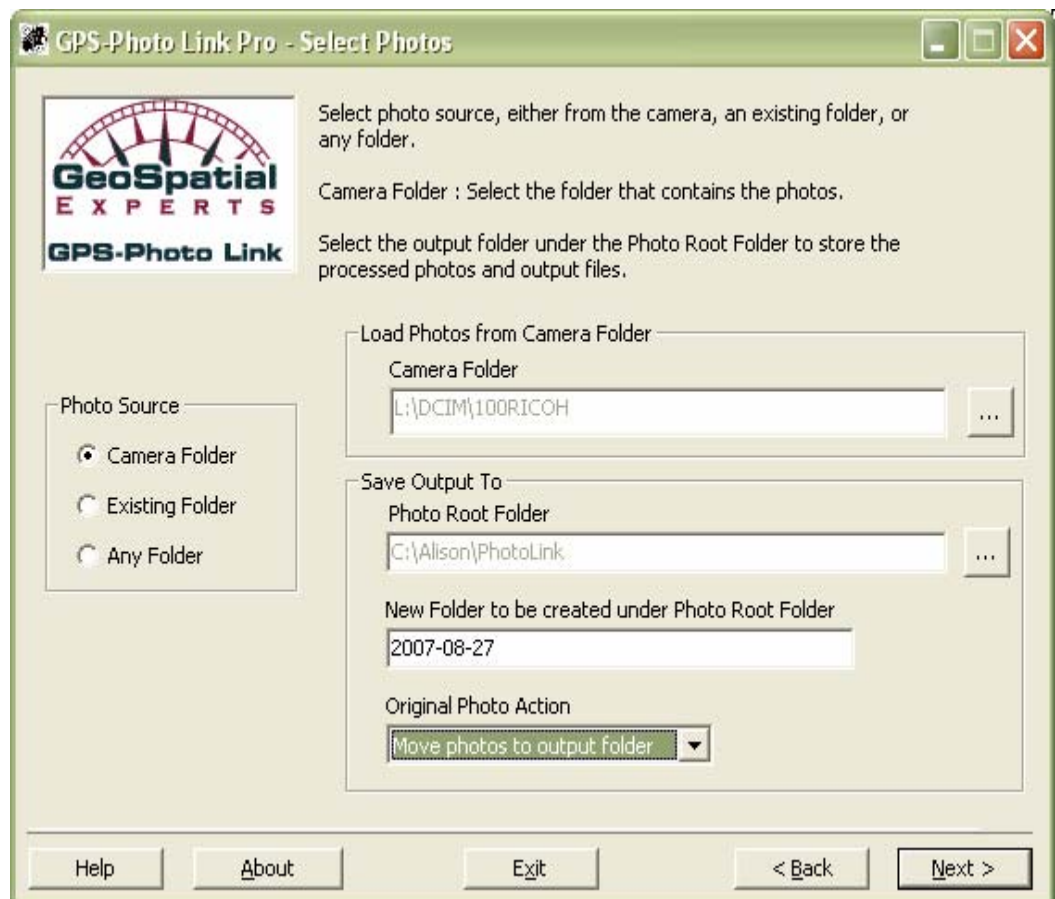 GPS-Photo Link Pro - Select Photos
GeoSpatial
EXPERTS
GPS-Photo Link
Select photo source, either from the camera, an existing folder, or
any folder.
Camera Folder : Select the folder that contains the photos.
Select the output folder under the Photo Root Folder to store the
processed photos and output files.
Photo Source
Camera Folder
Existing Folder
Any Folder
Load Photos from Camera Folder
Camera Folder
L:\DCIM\100RICOH
...
Save Output To
Photo Root Folder
C:\Alison\PhotoLink
...
New Folder to be created under Photo Root Folder
2007-08-27
Original Photo Action
Move photos to output folder
Help
About
Exit
< Back
Next >